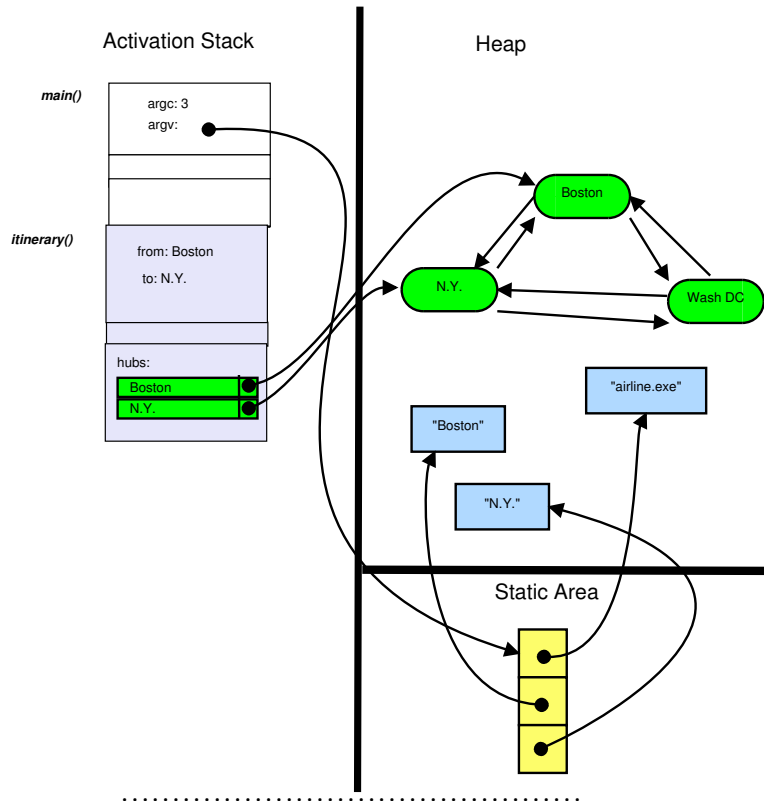 Activation Stack
Heap
main()
argc: 3
argv:
itinerary()
from: Boston
to: N.Y.
hubs:
Boston
N.Y.
Boston
N.Y.
Wash DC
"airline.exe"
"Boston"
"N.Y."
Static Area